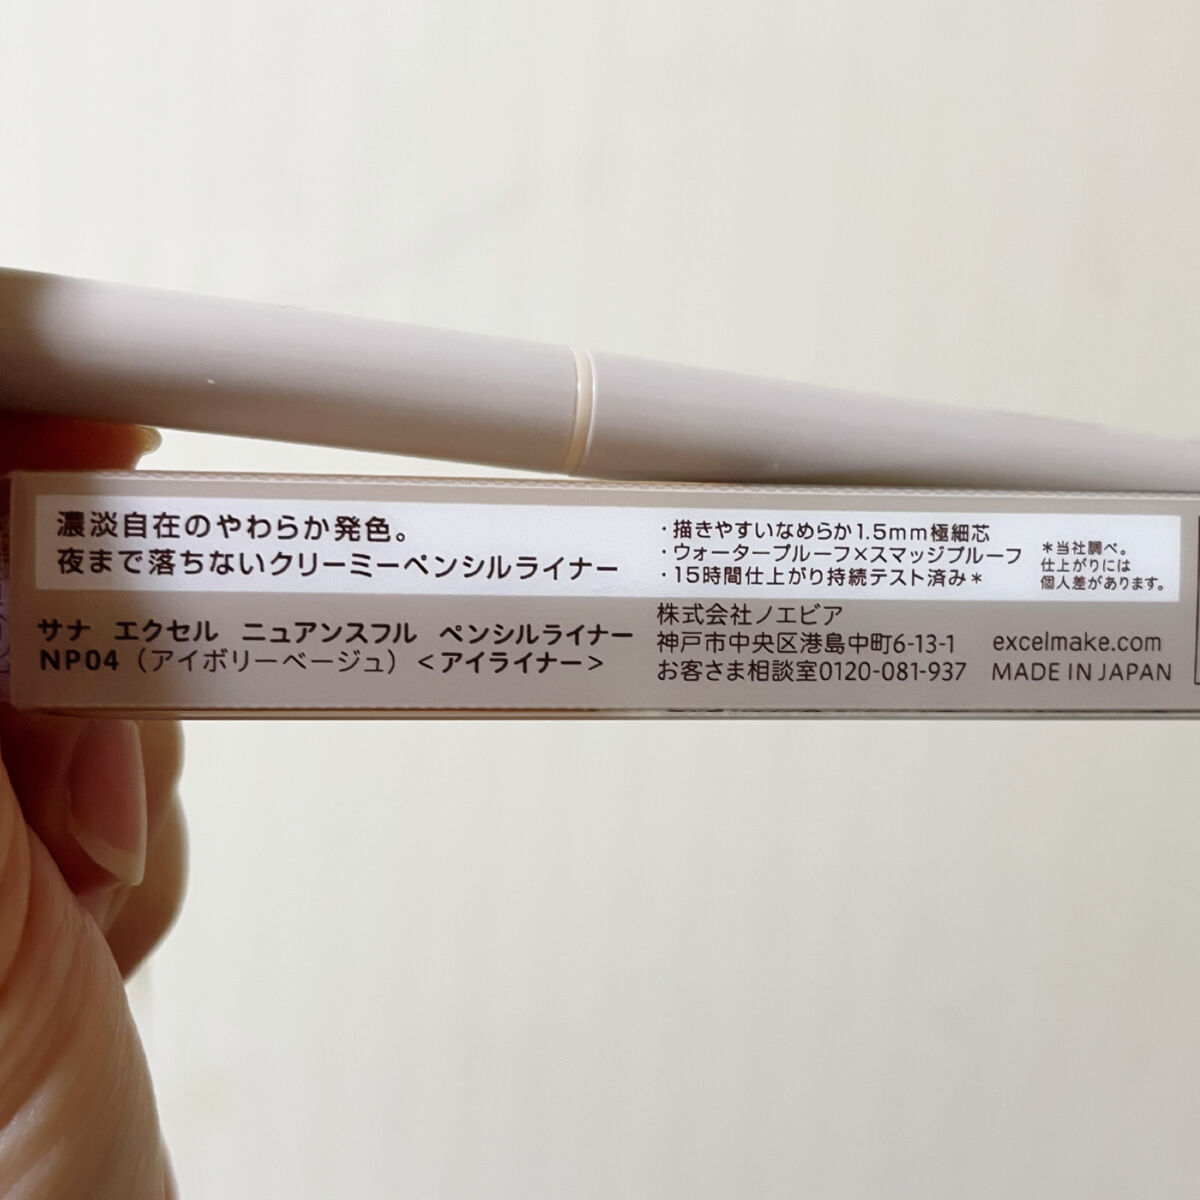 濃淡自在のやわらか発色。
夜まで落ちないクリーミーペンシルライナー
・描きやすいなめらか1.5mm極細芯
・ウォータープルーフ×スマッジプルーフ
・15時間仕上がり持続テスト済み*
*当社調べ。
仕上がりには
個人差があります。
サナ エクセル ニュアンスフル ペンシルライナー
NP04（アイボリーベージュ）<アイライナー>
株式会社ノエビア
神戸市中央区港島中町6-13-1
お客さま相談室0120-081-937
excelmake.com
MADE IN JAPAN